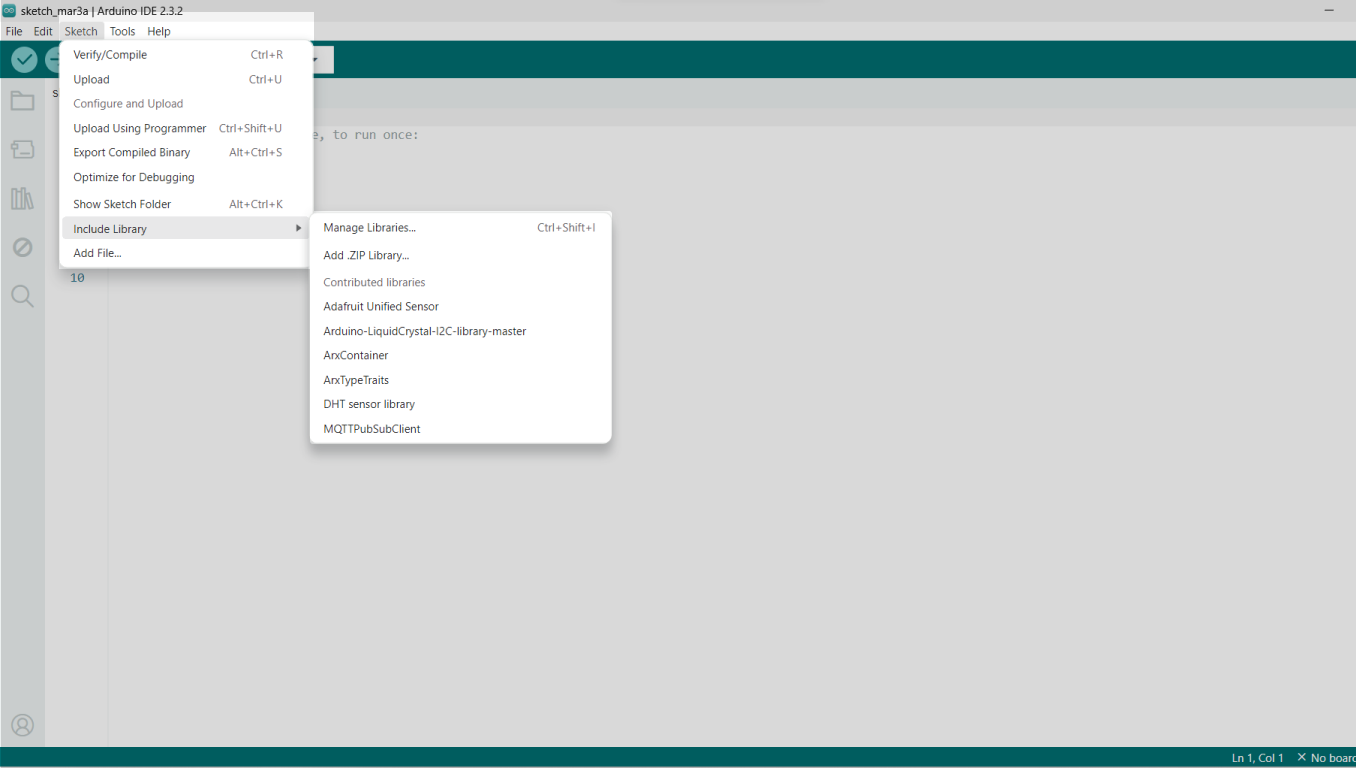 sketch_mar3a | Arduino IDE 2.3.2
File Edit Sketch Tools Help
Verify/Compile Ctrl+R
Upload Ctrl+U
Configure and Upload
Upload Using Programmer Ctrl+Shift+U
Export Compiled Binary Alt+Ctrl+S
Optimize for Debugging
Show Sketch Folder Alt+Ctrl+K
Include Library
Add File...
, to run once:
10
Manage Libraries... Ctrl+Shift+I
Add .ZIP Library...
Contributed libraries
Adafruit Unified Sensor
Arduino-LiquidCrystal-I2C-library-master
ArxContainer
ArxTypeTraits
DHT sensor library
MQTTPubSubClient
Ln 1, Col 1 No boar